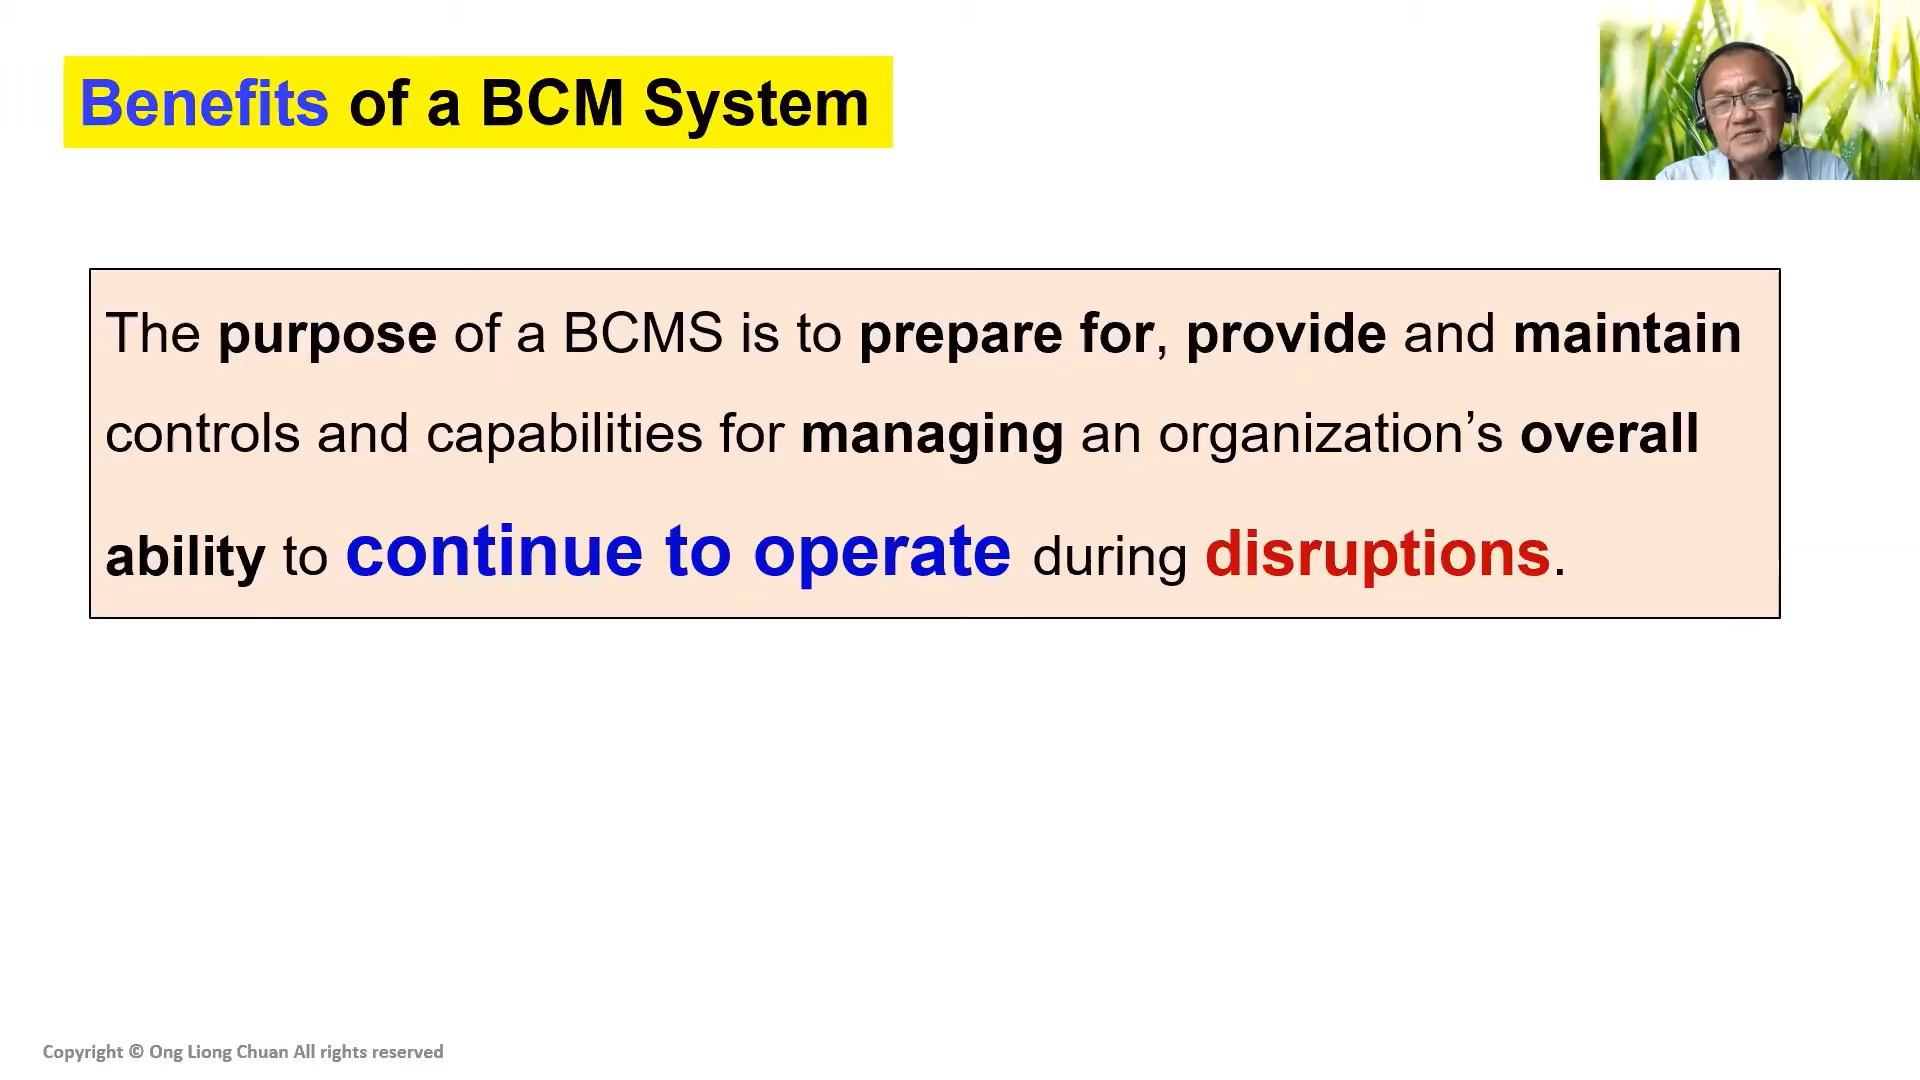 Benefits of a BCM System
The purpose of a BCMS is to prepare for, provide and maintain
controls and capabilities for managing an organization’s overall
ability to continue to operate during disruptions.
Copyright © Ong Liong Chuan All rights reserved